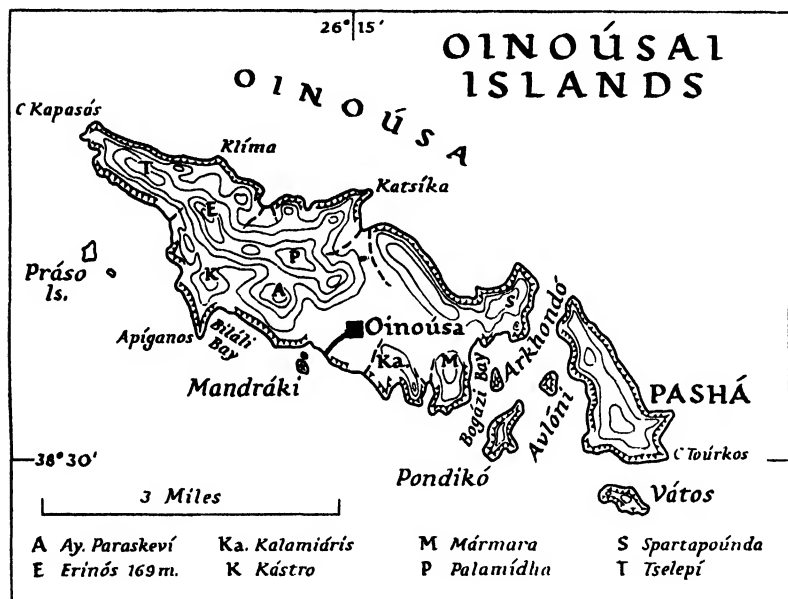 26° 15'
OINOÚSAI
ISLANDS
OINOÚSA
C Kapasás
Klíma
Katsíka
T
E
P
K
A
S
Práso
Is.
Apíganos
Biláli
Bay
Oinoúsa
Mandráki
Ka.
M
Bogázi Bay
Arkhondó
Avlóni
PASHÁ
38° 30'
Pondikó
C Toúrkos
Vátos
3 Miles
A Ay. Paraskeví Ka. Kalamiáris M Mármara S Spartapoúnda
E Erinós 169 m. K Kástro P Palamídha T Tselepí